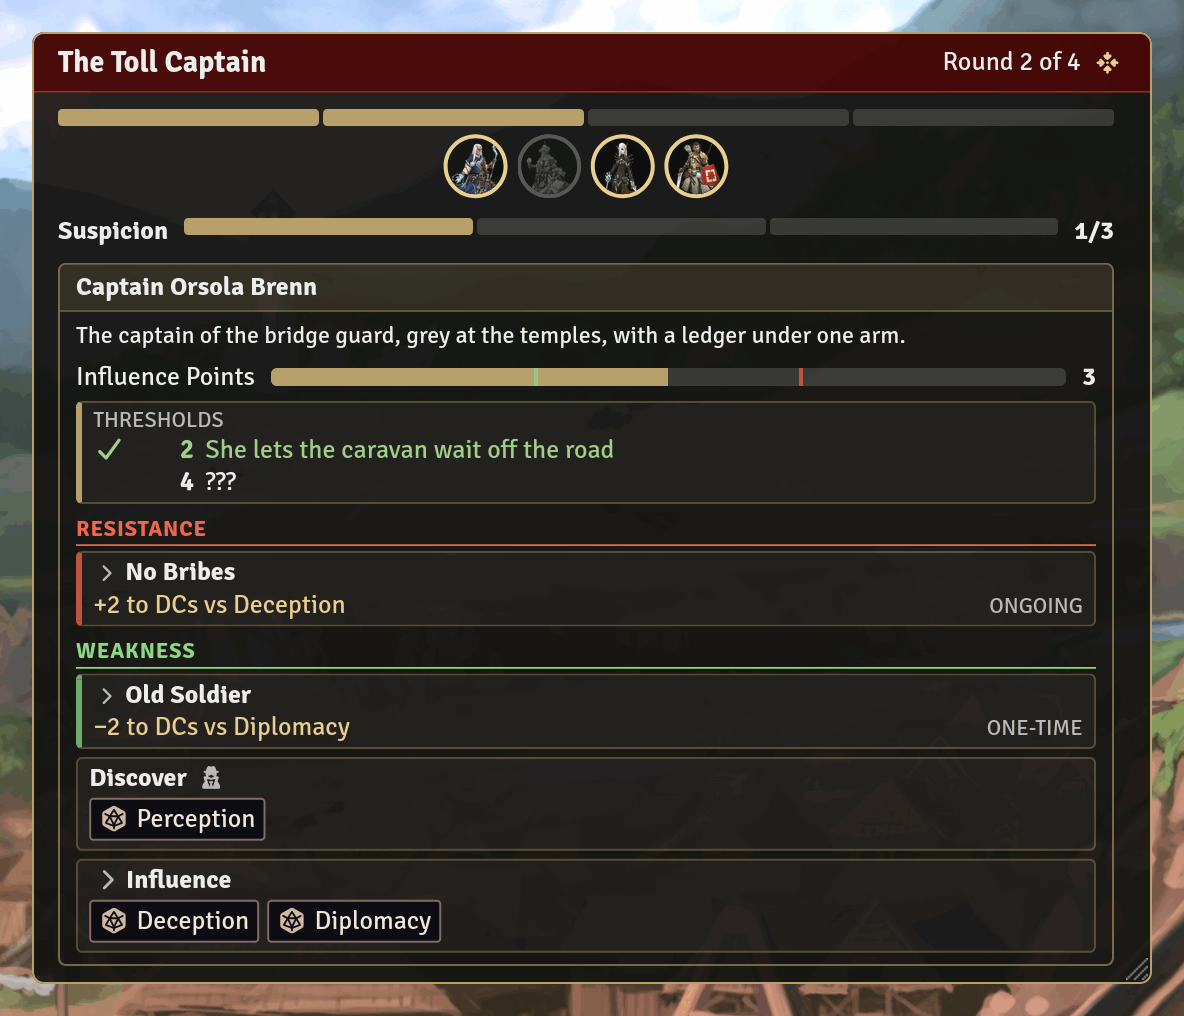 The Toll Captain
Round 2 of 4
Suspicion
1/3
Captain Orsola Brenn
The captain of the bridge guard, grey at the temples, with a ledger under one arm.
Influence Points
3
THRESHOLDS
2 She lets the caravan wait off the road
4 ???
RESISTANCE
No Bribes
+2 to DCs vs Deception
ONGOING
WEAKNESS
Old Soldier
−2 to DCs vs Diplomacy
ONE-TIME
Discover
Perception
Influence
Deception
Diplomacy